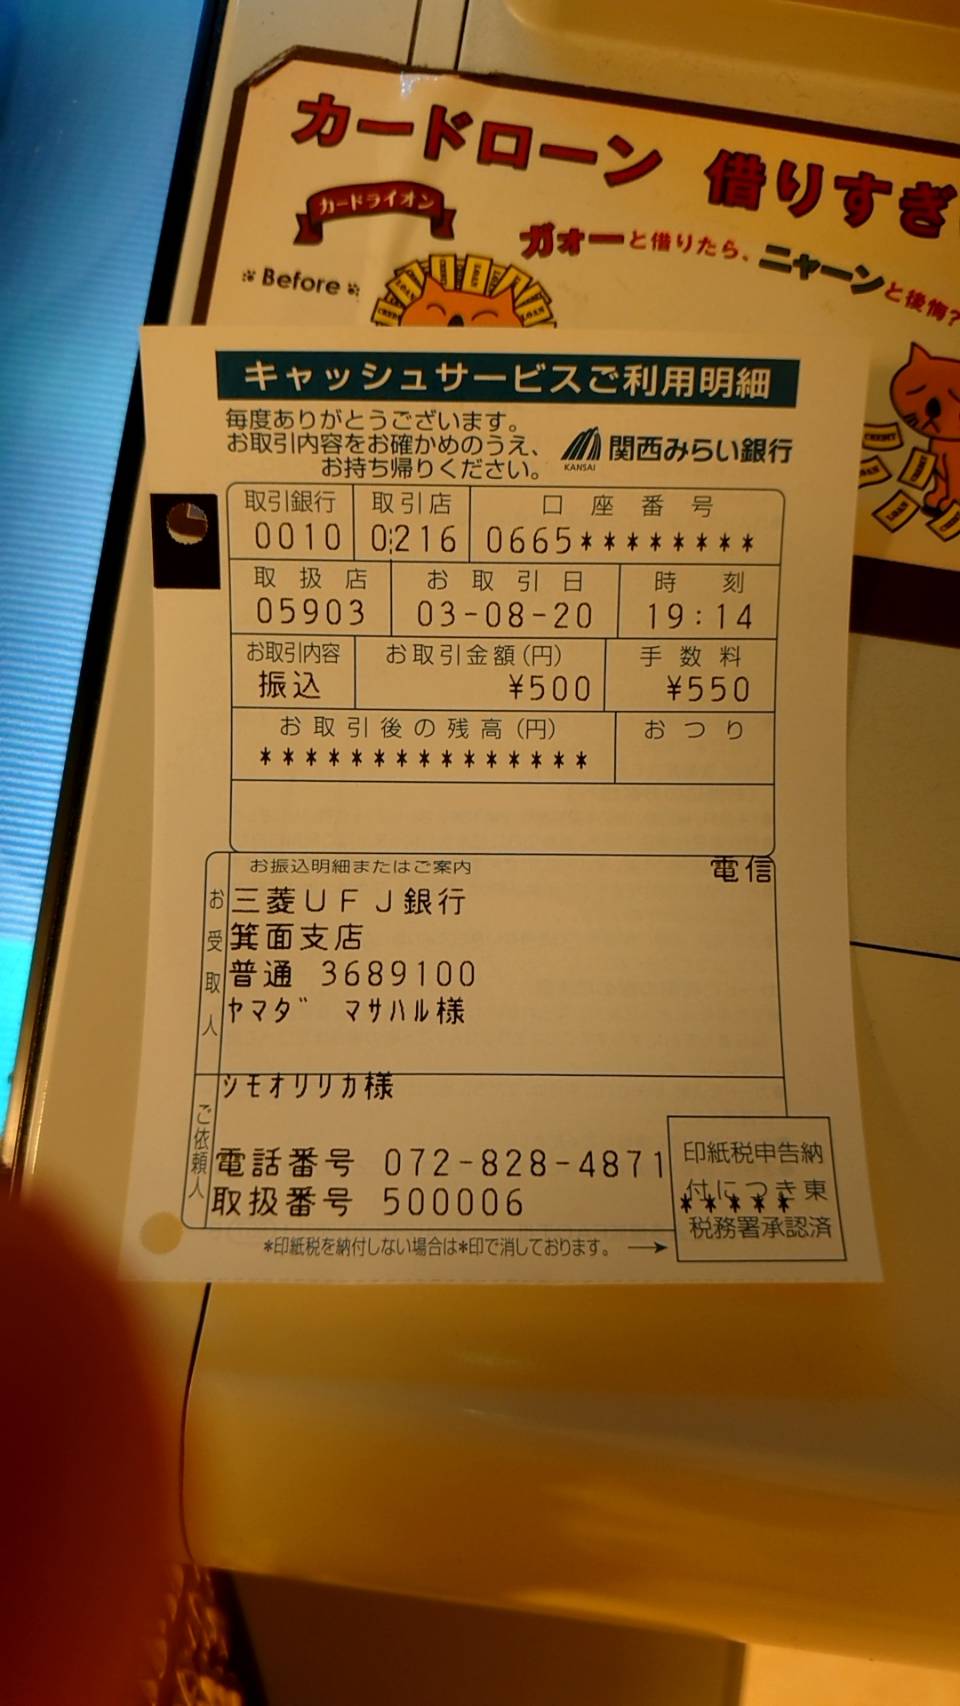 カードローン 借りすぎ
カードライオン
ガオーと借りたら、ニャーンと後悔?
Before
キャッシュサービスご利用明細
毎度ありがとうございます。
お取引内容をお確かめのうえ、
お持ち帰りください。
KANSAI
関西みらい銀行
取引銀行 取引店 口座番号
0010 0216 0665********
取扱店 お取引日 時刻
05903 03-08-20 19:14
お取引内容 お取引金額(円) 手数料
振込 ¥500 ¥550
お取引後の残高(円) おつり
***************
お振込明細またはご案内 電信
お受取人
三菱UFJ銀行
箕面支店
普通 3689100
ヤマダ マサハル様
ご依頼人
シモオリリカ様
電話番号 072-828-4871
取扱番号 500006
印紙税申告納
付につき東
*****
税務署承認済
*印紙税を納付しない場合は*印で消しております。 →